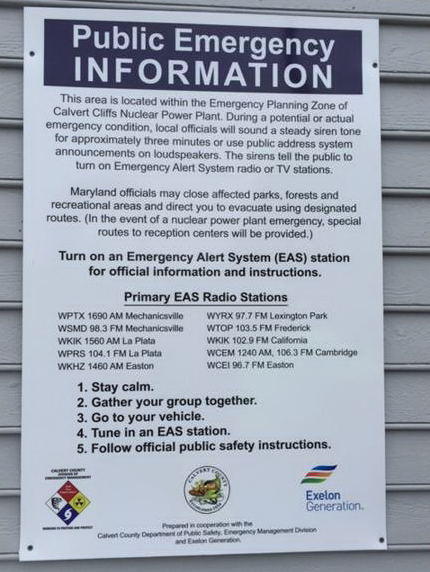 Public Emergency
INFORMATION
This area is located within the Emergency Planning Zone of
Calvert Cliffs Nuclear Power Plant. During a potential or actual
emergency condition, local officials will sound a steady siren tone
for approximately three minutes or use public address system
announcements on loudspeakers. The sirens tell the public to
turn on Emergency Alert System radio or TV stations.
Maryland officials may close affected parks, forests and
recreational areas and direct you to evacuate using designated
routes. (In the event of a nuclear power plant emergency, special
routes to reception centers will be provided.)
Turn on an Emergency Alert System (EAS) station
for official information and instructions.
Primary EAS Radio Stations
WPTX 1690 AM Mechanicsville
WSMD 98.3 FM Mechanicsville
WKIK 1560 AM La Plata
WPRS 104.1 FM La Plata
WKHZ 1460 AM Easton
WYRX 97.7 FM Lexington Park
WTOP 103.5 FM Frederick
WKIK 102.9 FM California
WCEM 1240 AM, 106.3 FM Cambridge
WCEI 96.7 FM Easton
1. Stay calm.
2. Gather your group together.
3. Go to your vehicle.
4. Tune in an EAS station.
5. Follow official public safety instructions.
CALVERT COUNTY
CALVERT COUNTY
Exelon
Generation.
Prepared in cooperation with the
Calvert County Department of Public Safety, Emergency Management Division
and Exelon Generation.